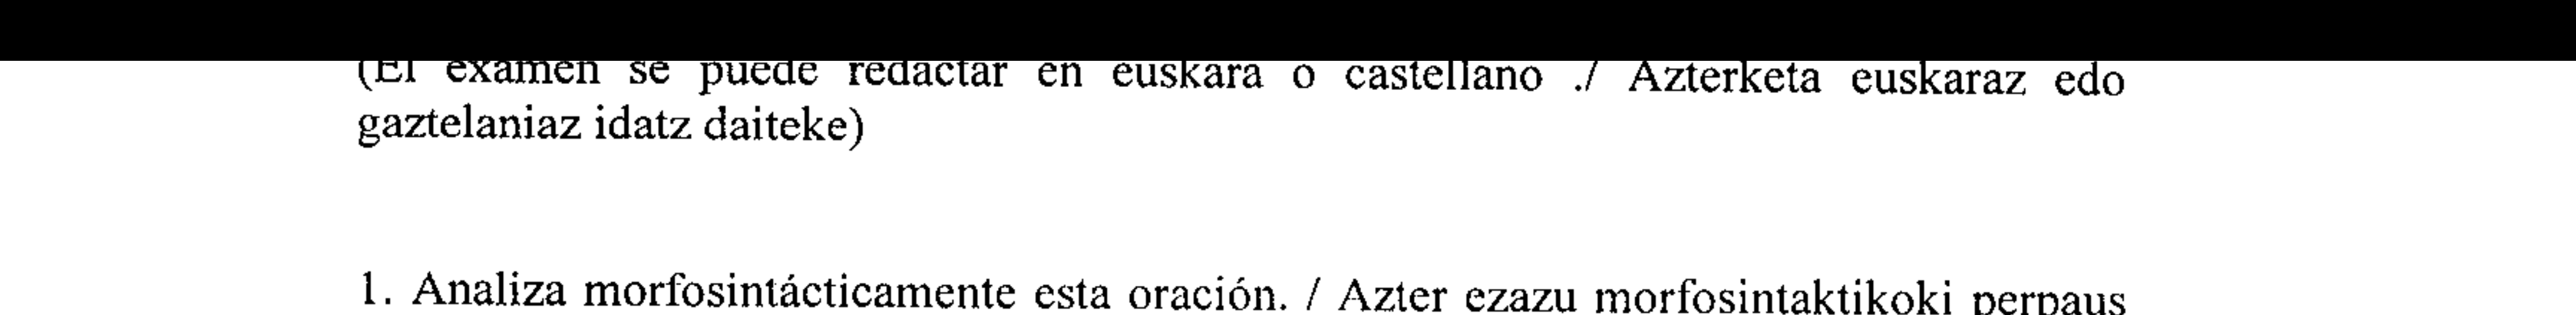 (El examen se puede redactar en euskara o castellano ./ Azterketa euskaraz edo
gaztelaniaz idatz daiteke)
1. Analiza morfosintácticamente esta oración. / Azter ezazu morfosintaktikoki perpaus